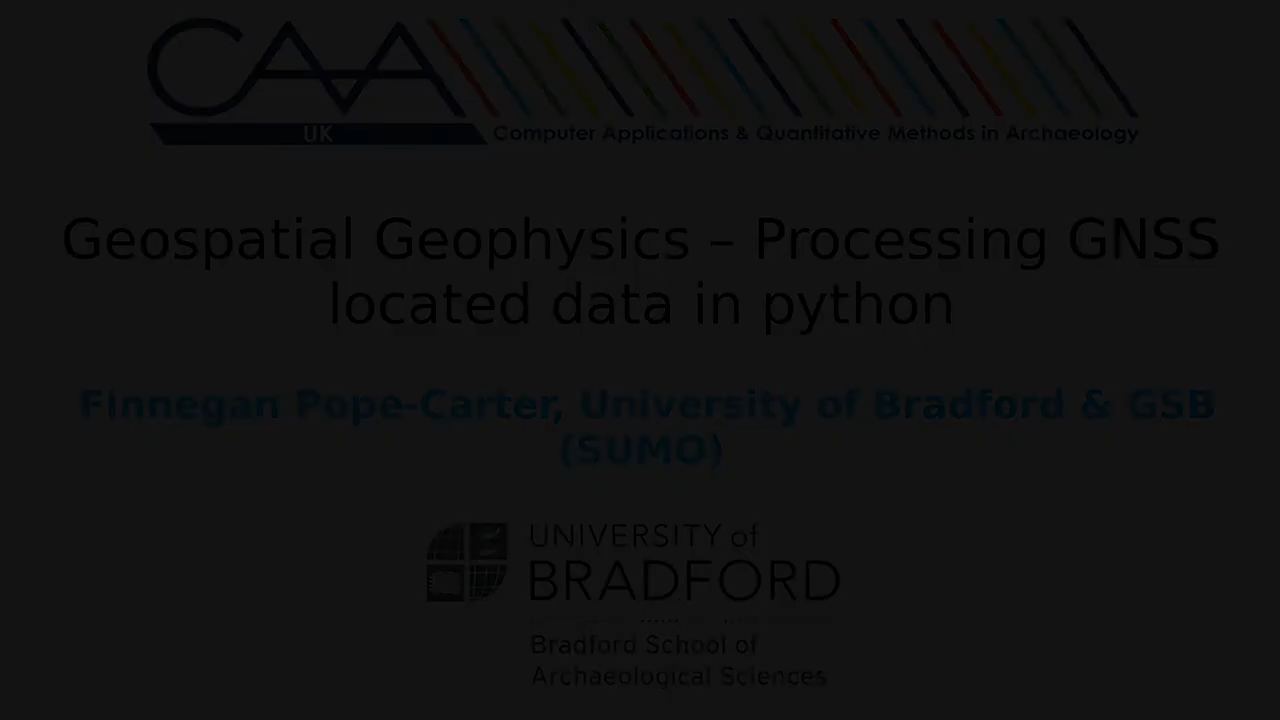 CAA
UK
Computer Applications & Quantitative Methods in Archaeology
Geospatial Geophysics – Processing GNSS
located data in python
Finnegan Pope-Carter, University of Bradford & GSB
(SUMO)
UNIVERSITY of
BRADFORD
Bradford School of
Archaeological Sciences